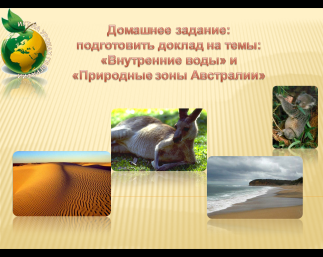 Домашнее задание:
подготовить доклад на темы:
«Внутренние воды» и
«Природные зоны Австралии»